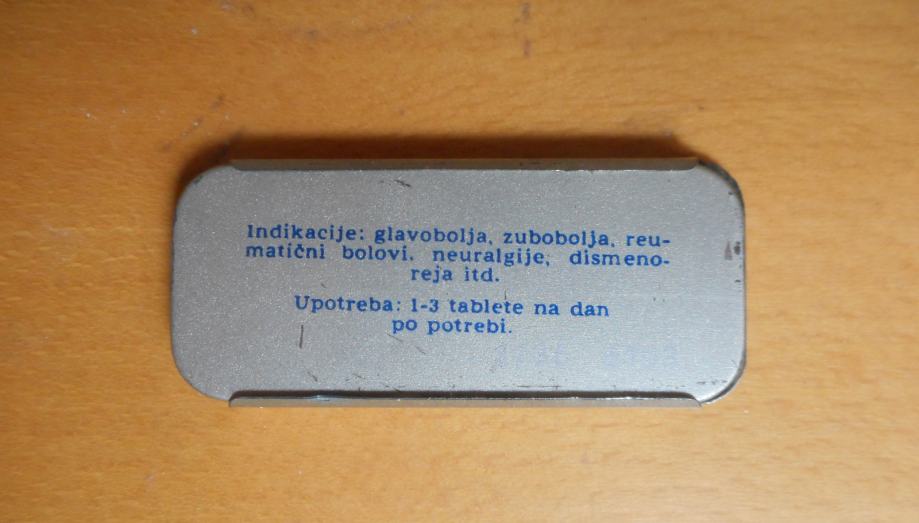 Indikacije: glavobolja, zubobolja, reu-
matični bolovi, neuralgije, dismeno-
reja itd.
Upotreba: 1-3 tablete na dan
po potrebi.